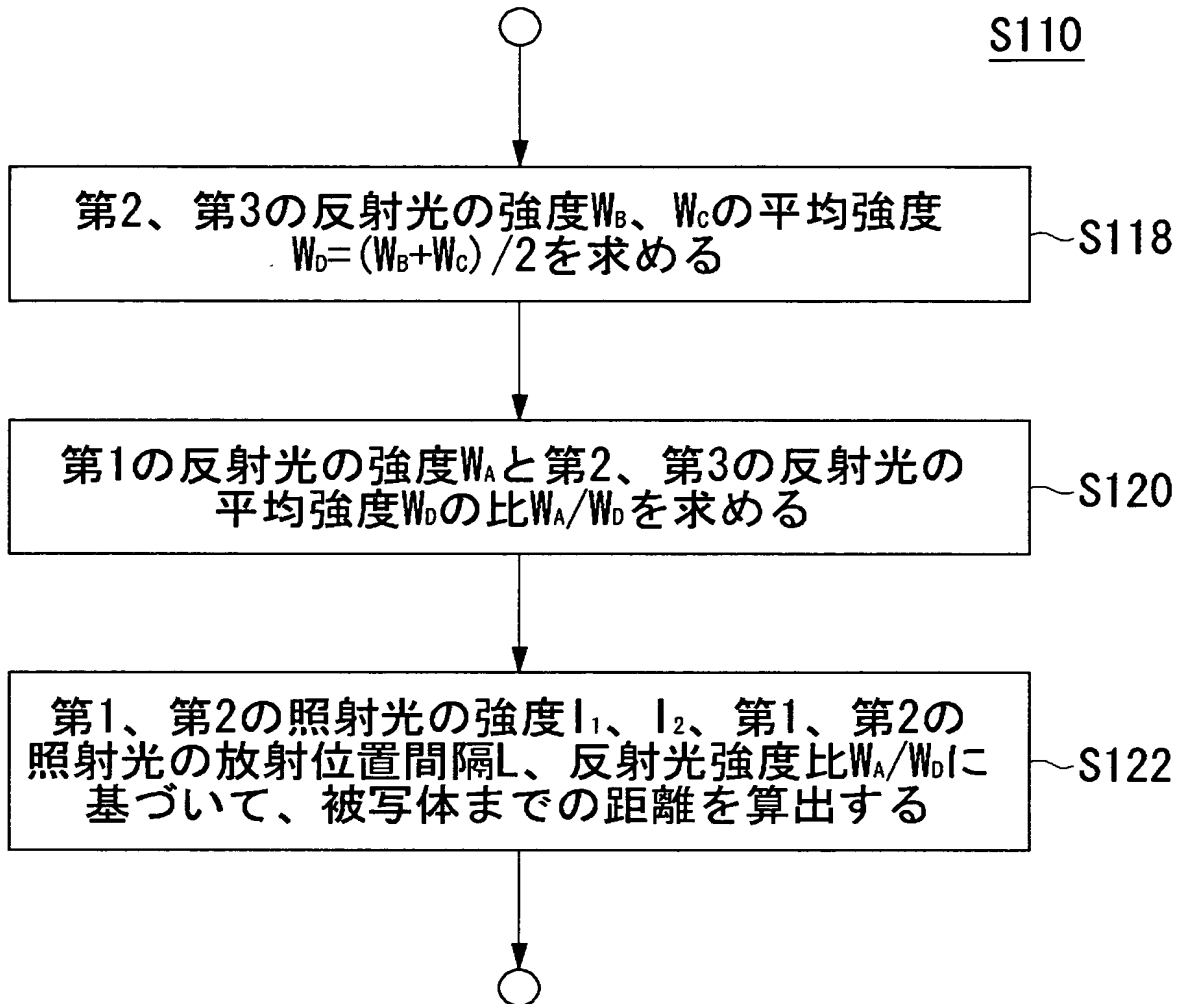 S110
第2、第3の反射光の強度WB、WCの平均強度
WD=(WB+WC)/2を求める
S118
第1の反射光の強度WAと第2、第3の反射光の
平均強度WDの比WA/WDを求める
S120
第1、第2の照射光の強度I1、I2、第1、第2の
照射光の放射位置間隔L、反射光強度比WA/WDに
基づいて、被写体までの距離を算出する
S122